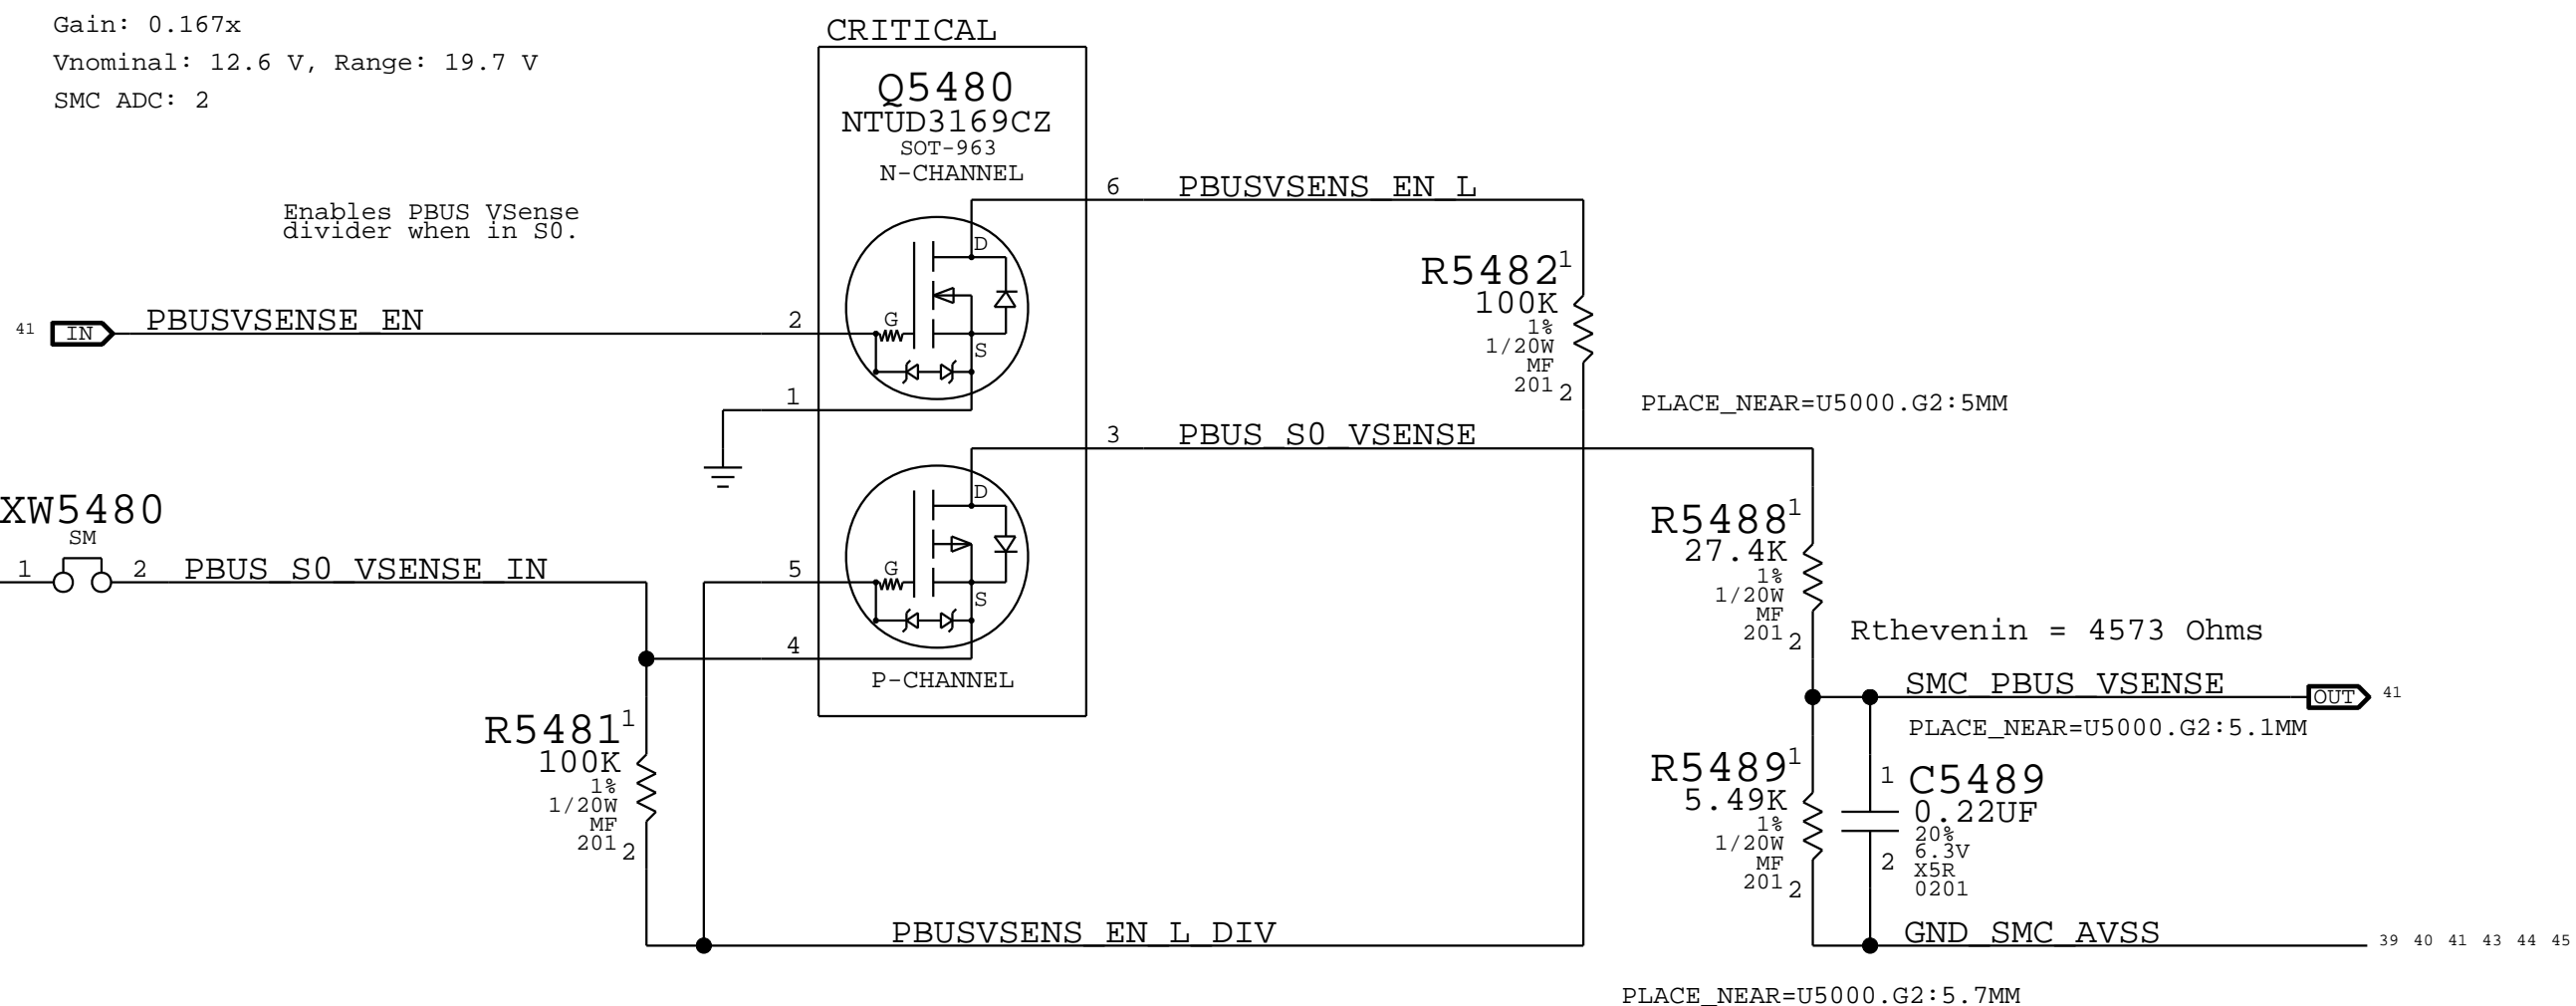 Gain: 0.167x
Vnominal: 12.6 V, Range: 19.7 V
SMC ADC: 2
CRITICAL
Q5480
NTUD3169CZ
SOT-963
N-CHANNEL
Enables PBUS VSense
divider when in S0.
6 PBUSVSENS_EN_L
D
R5482 1
100K
1%
1/20W
MF
201 2
41 IN PBUSVSENSE_EN 2 G
S
1
PLACE_NEAR=U5000.G2:5MM
3 PBUS_S0_VSENSE
D
XW5480
SM
1 2 PBUS_S0_VSENSE_IN 5 G
S
4
P-CHANNEL
R5488 1
27.4K
1%
1/20W
MF
201 2
Rthevenin = 4573 Ohms
SMC_PBUS_VSENSE OUT 41
PLACE_NEAR=U5000.G2:5.1MM
R5481 1
100K
1%
1/20W
MF
201 2
R5489 1
5.49K
1%
1/20W
MF
201 2
1 C5489
0.22UF
20%
6.3V
2 X5R
0201
PBUSVSENS_EN_L_DIV
GND_SMC_AVSS 39 40 41 43 44 45
PLACE_NEAR=U5000.G2:5.7MM